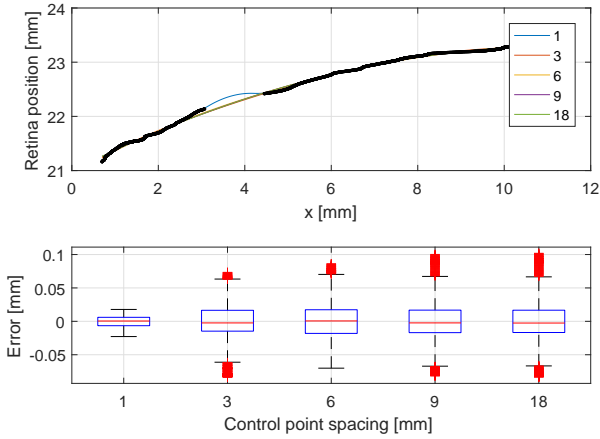 24
23
22
21
Retina position [mm]
0 2 4 6 8 10 12
x [mm]
1
3
6
9
18
0.1
0.05
0
-0.05
Error [mm]
1 3 6 9 18
Control point spacing [mm]